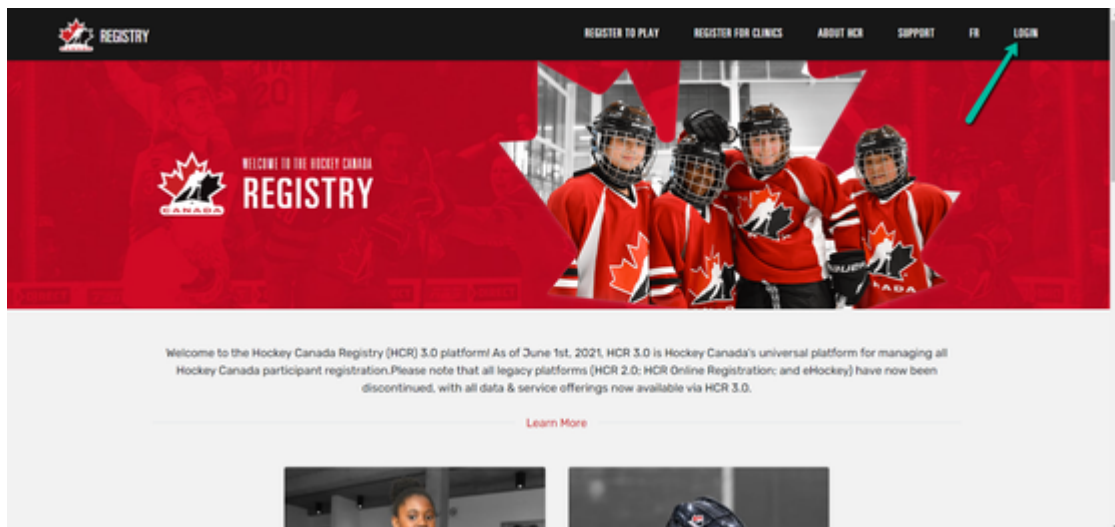 REGISTRY
REGISTER TO PLAY REGISTER FOR CLINICS ABOUT HCR SUPPORT FR LOGIN
WELCOME TO THE HOCKEY CANADA
REGISTRY
CANADA
BAUER
Welcome to the Hockey Canada Registry (HCR) 3.0 platform! As of June 1st, 2021, HCR 3.0 is Hockey Canada's universal platform for managing all
Hockey Canada participant registration.Please note that all legacy platforms (HCR 2.0; HCR Online Registration; and eHockey) have now been
discontinued, with all data & service offerings now available via HCR 3.0.
Learn More